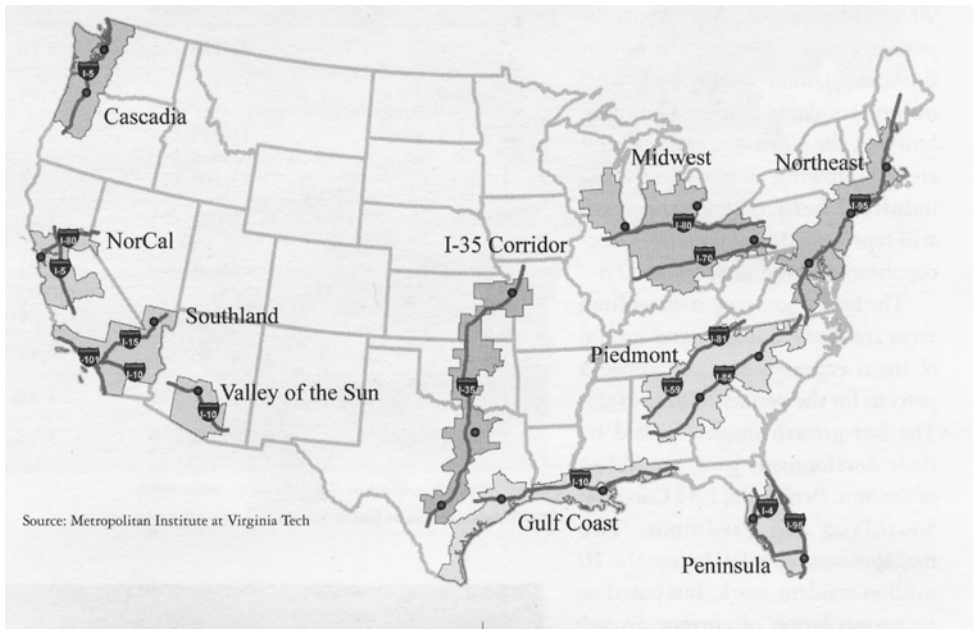 I-5
Cascadia
Midwest
Northeast
I-95
I-80
I-80
NorCal
I-5
I-35 Corridor
I-70
Southland
I-15
I-81
Piedmont
101
I-10
I-85
I-35
I-59
Valley of the Sun
I-10
I-10
Source: Metropolitan Institute at Virginia Tech
Gulf Coast
I-4
I-95
Peninsula